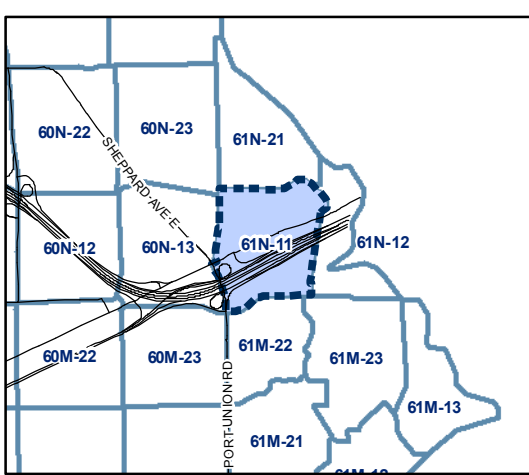 60N-22
60N-23
61N-21
SHEPPARD AVE E
60N-12
60N-13
61N-11
61N-12
60M-22
60M-23
61M-22
61M-23
PORT UNION RD
61M-13
61M-21